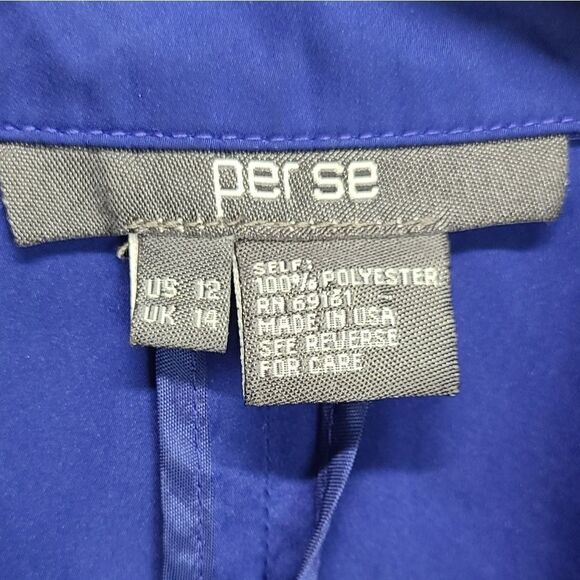 per se
US 12
UK 14
SELF:
100% POLYESTER
RN 69161
MADE IN USA
SEE REVERSE
FOR CARE